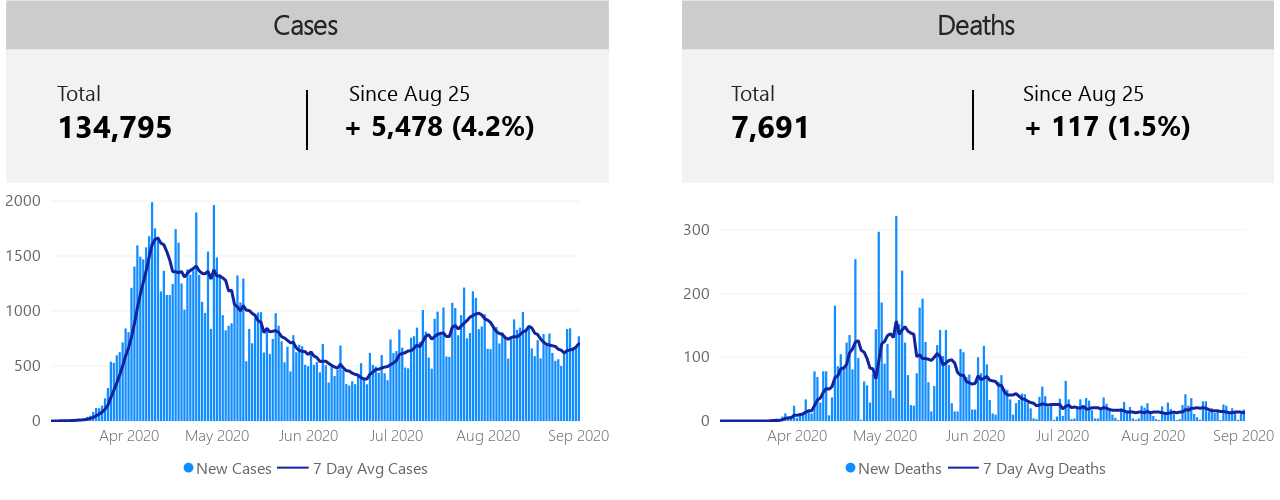 Cases
Total
134,795
Since Aug 25
+ 5,478 (4.2%)
2000
1500
1000
500
0
Apr 2020 May 2020 Jun 2020 Jul 2020 Aug 2020 Sep 2020
New Cases 7 Day Avg Cases
Deaths
Total
7,691
Since Aug 25
+ 117 (1.5%)
300
200
100
0
Apr 2020 May 2020 Jun 2020 Jul 2020 Aug 2020 Sep 2020
New Deaths 7 Day Avg Deaths